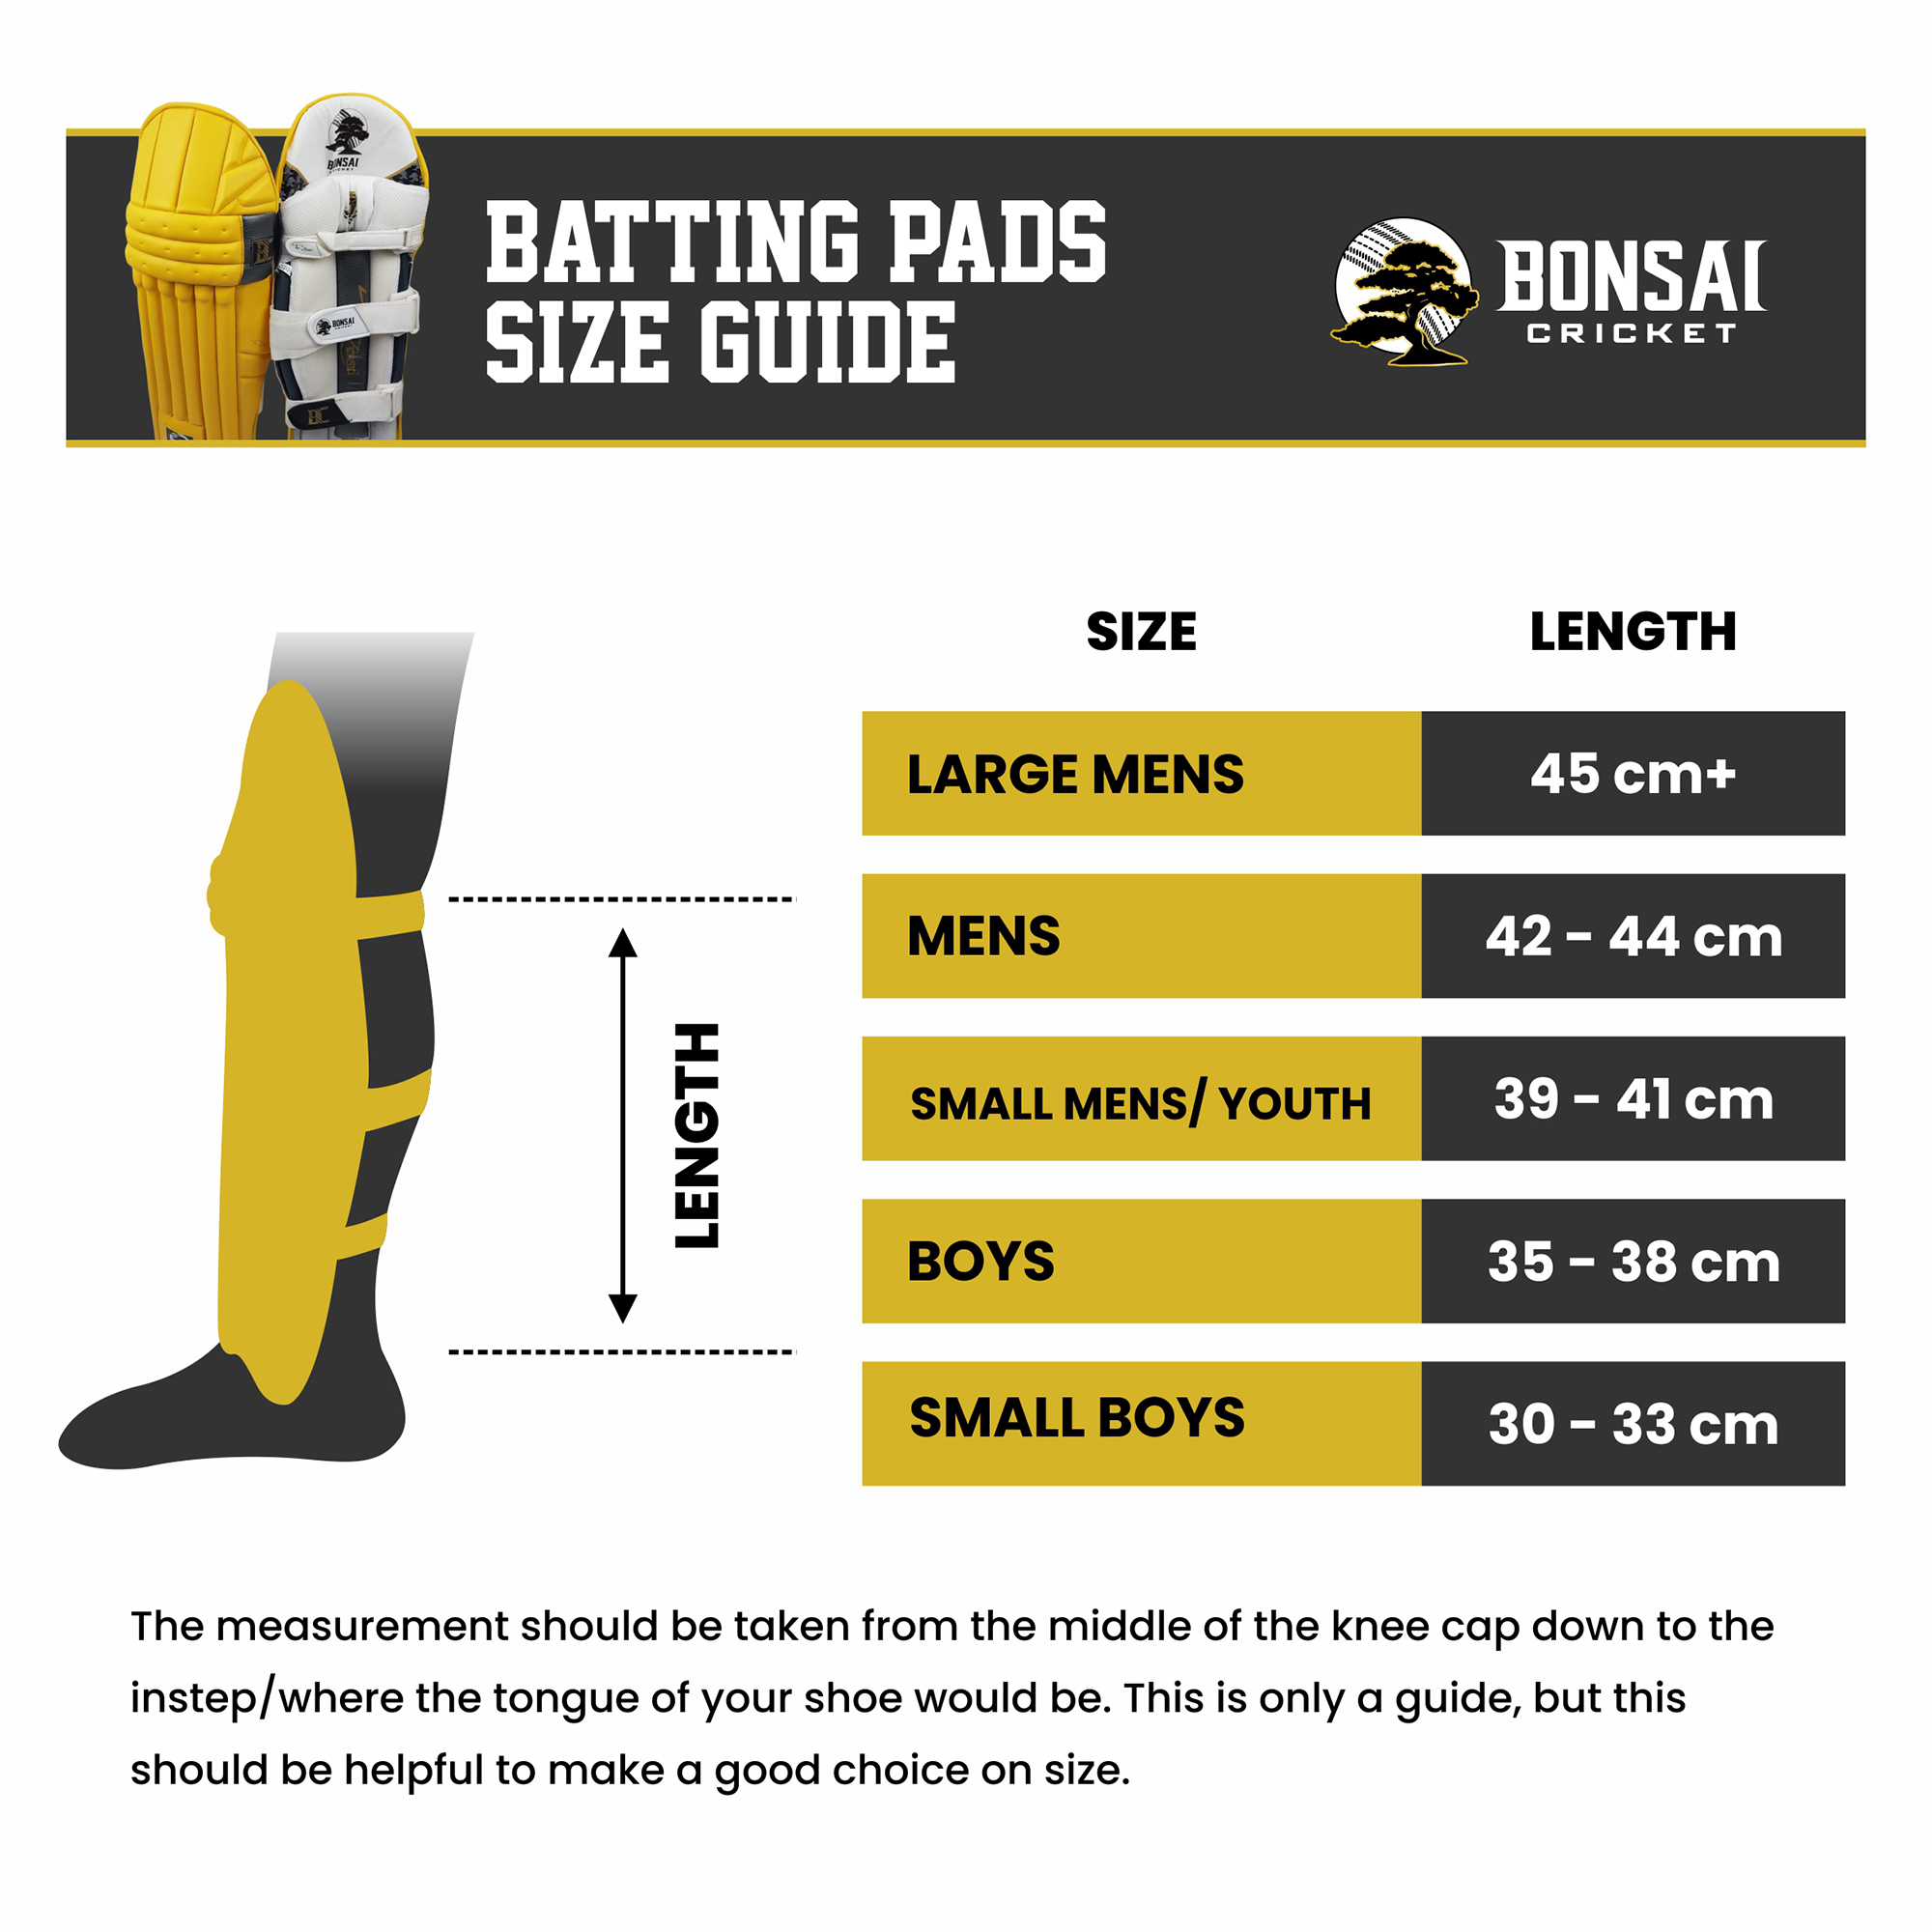 BONSAI
CRICKET
BONSAI
BATTING PADS
SIZE GUIDE
BONSAI
CRICKET
SIZE LENGTH
LARGE MENS 45 cm+
MENS 42 - 44 cm
SMALL MENS/ YOUTH 39 - 41 cm
BOYS 35 - 38 cm
SMALL BOYS 30 - 33 cm
LENGTH
The measurement should be taken from the middle of the knee cap down to the
instep/where the tongue of your shoe would be. This is only a guide, but this
should be helpful to make a good choice on size.